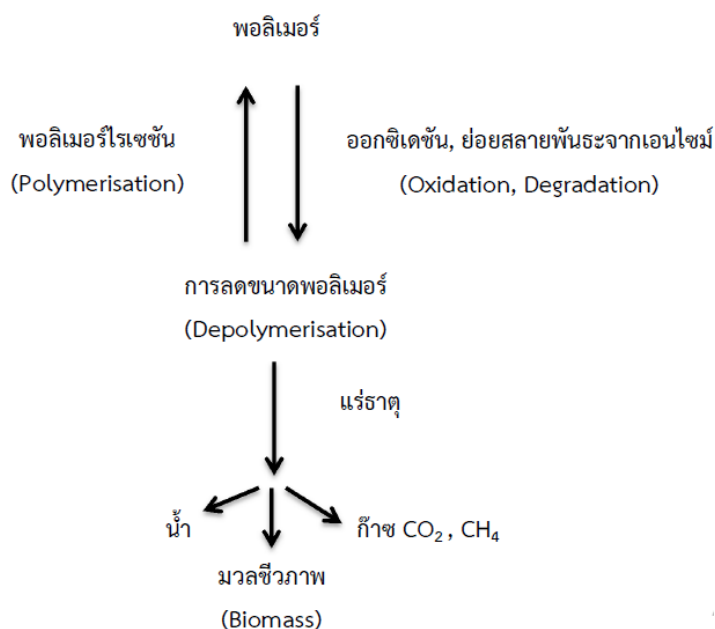 พอลิเมอร์
พอลิเมอร์ไรเซชัน
(Polymerisation)
ออกซิเดชัน, ย่อยสลายพันธะจากเอนไซม์
(Oxidation, Degradation)
การลดขนาดพอลิเมอร์
(Depolymerisation)
แร่ธาตุ
น้ำ
ก๊าซ CO₂ , CH₄
มวลชีวภาพ
(Biomass)